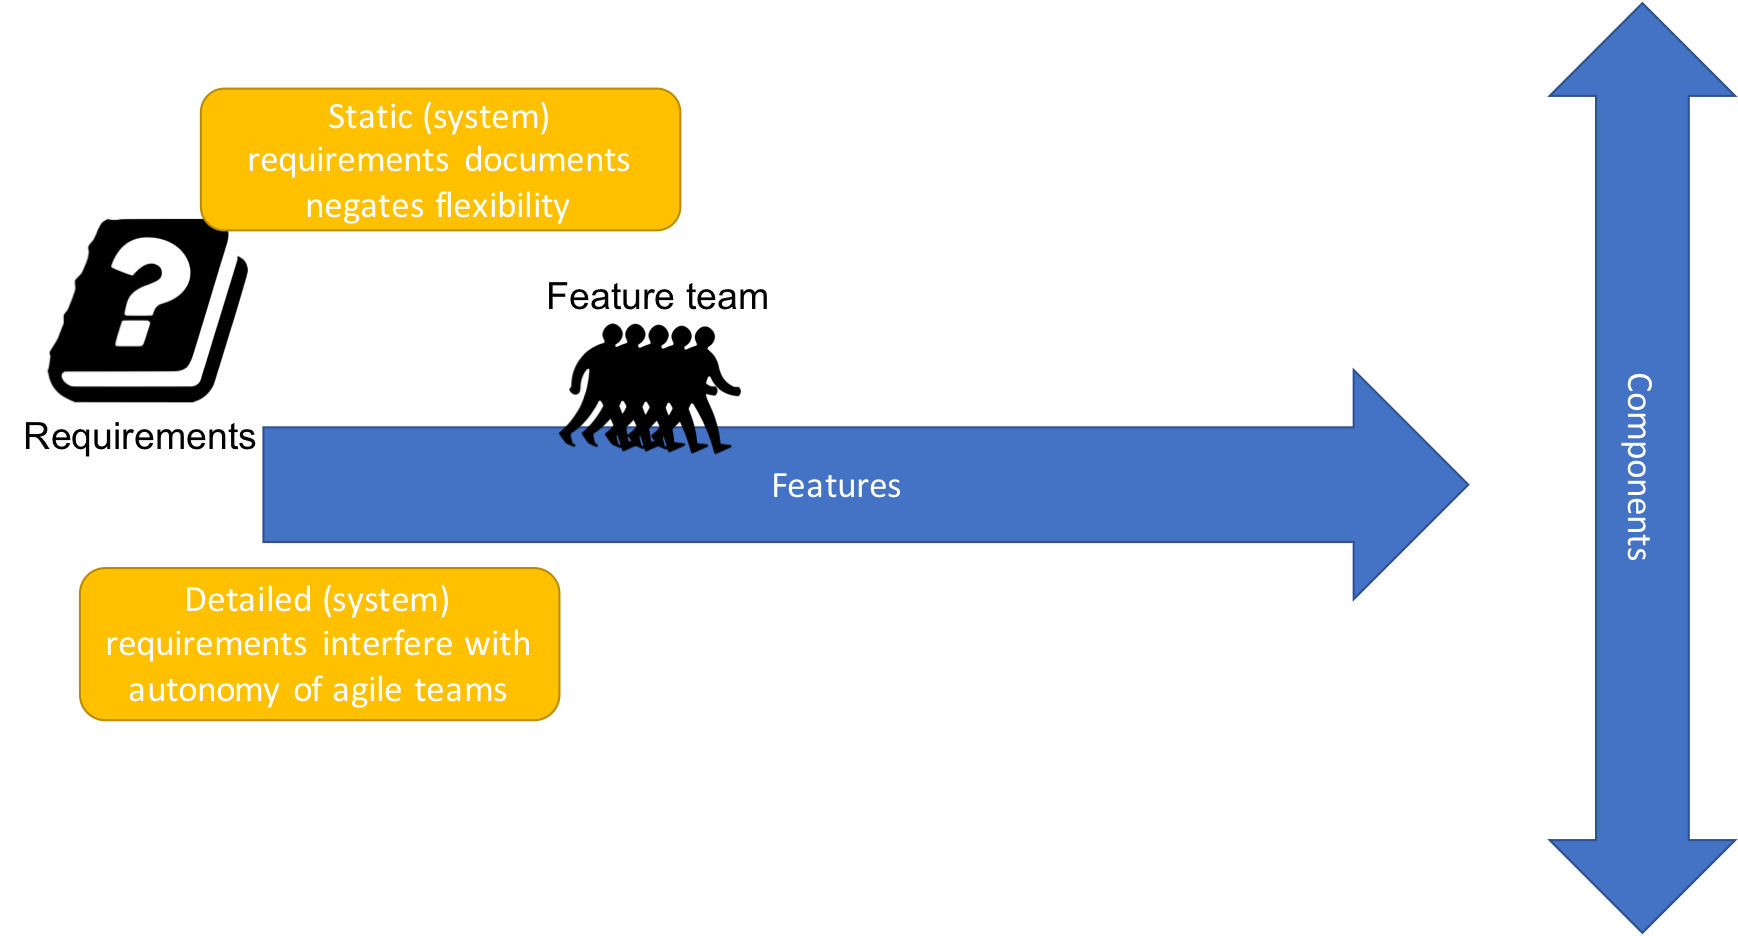 Static (system)
requirements documents
negates flexibility
Feature team
Requirements
Features
Detailed (system)
requirements interfere with
autonomy of agile teams
Components